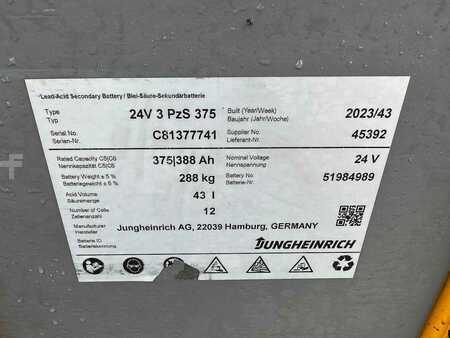 Lead-Acid Secondary Battery / Blei-Säure-Sekundärbatterie
Type 24V 3 PzS 375 Built (Year/Week) 2023/43
Typ Baujahr (Jahr/Woche)
Serial No. C81377741 Supplier No. 45392
Serien-Nr. Lieferant-Nr.
Rated Capacity C5|C6 375|388 Ah Nominal Voltage 24 V
Nennkapazität C5|C6 Nennspannung
Battery Weight ± 5 % 288 kg Battery No 51984989
Batteriegewicht ± 5 % Batterie-Nr.
Acid Volume 43 l
Säuremenge
Number of Cells 12
Zellenanzahl
Manufacturer Jungheinrich AG, 22039 Hamburg, GERMANY
Hersteller
Batterie ID JUNGHEINRICH
Batteriekennung